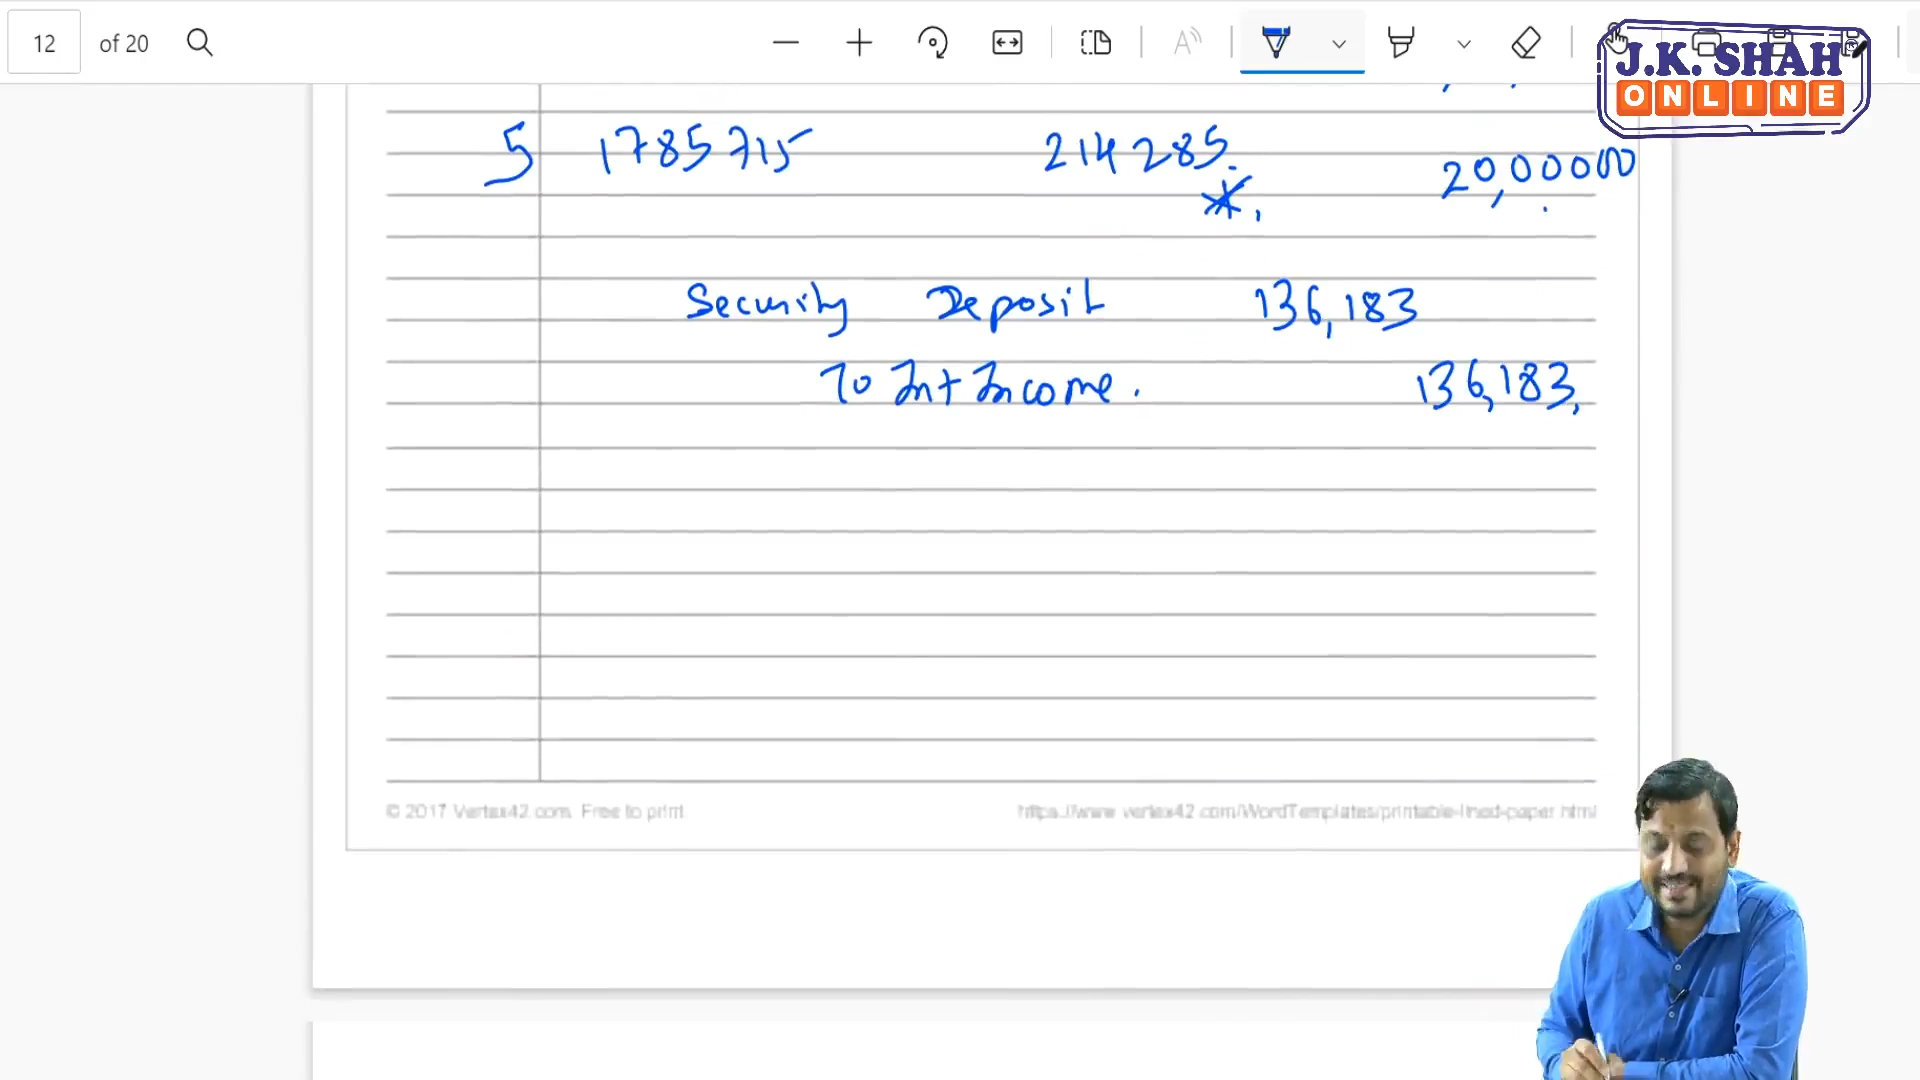 12 of 20
J.K. SHAH
ONLINE
5 1785715 214285 20,00000
Security Deposit 136,183
To Int Income. 136,183
© 2017 Vertex42.com. Free to print.
https://www.vertex42.com/WordTemplates/printable-lined-paper.html